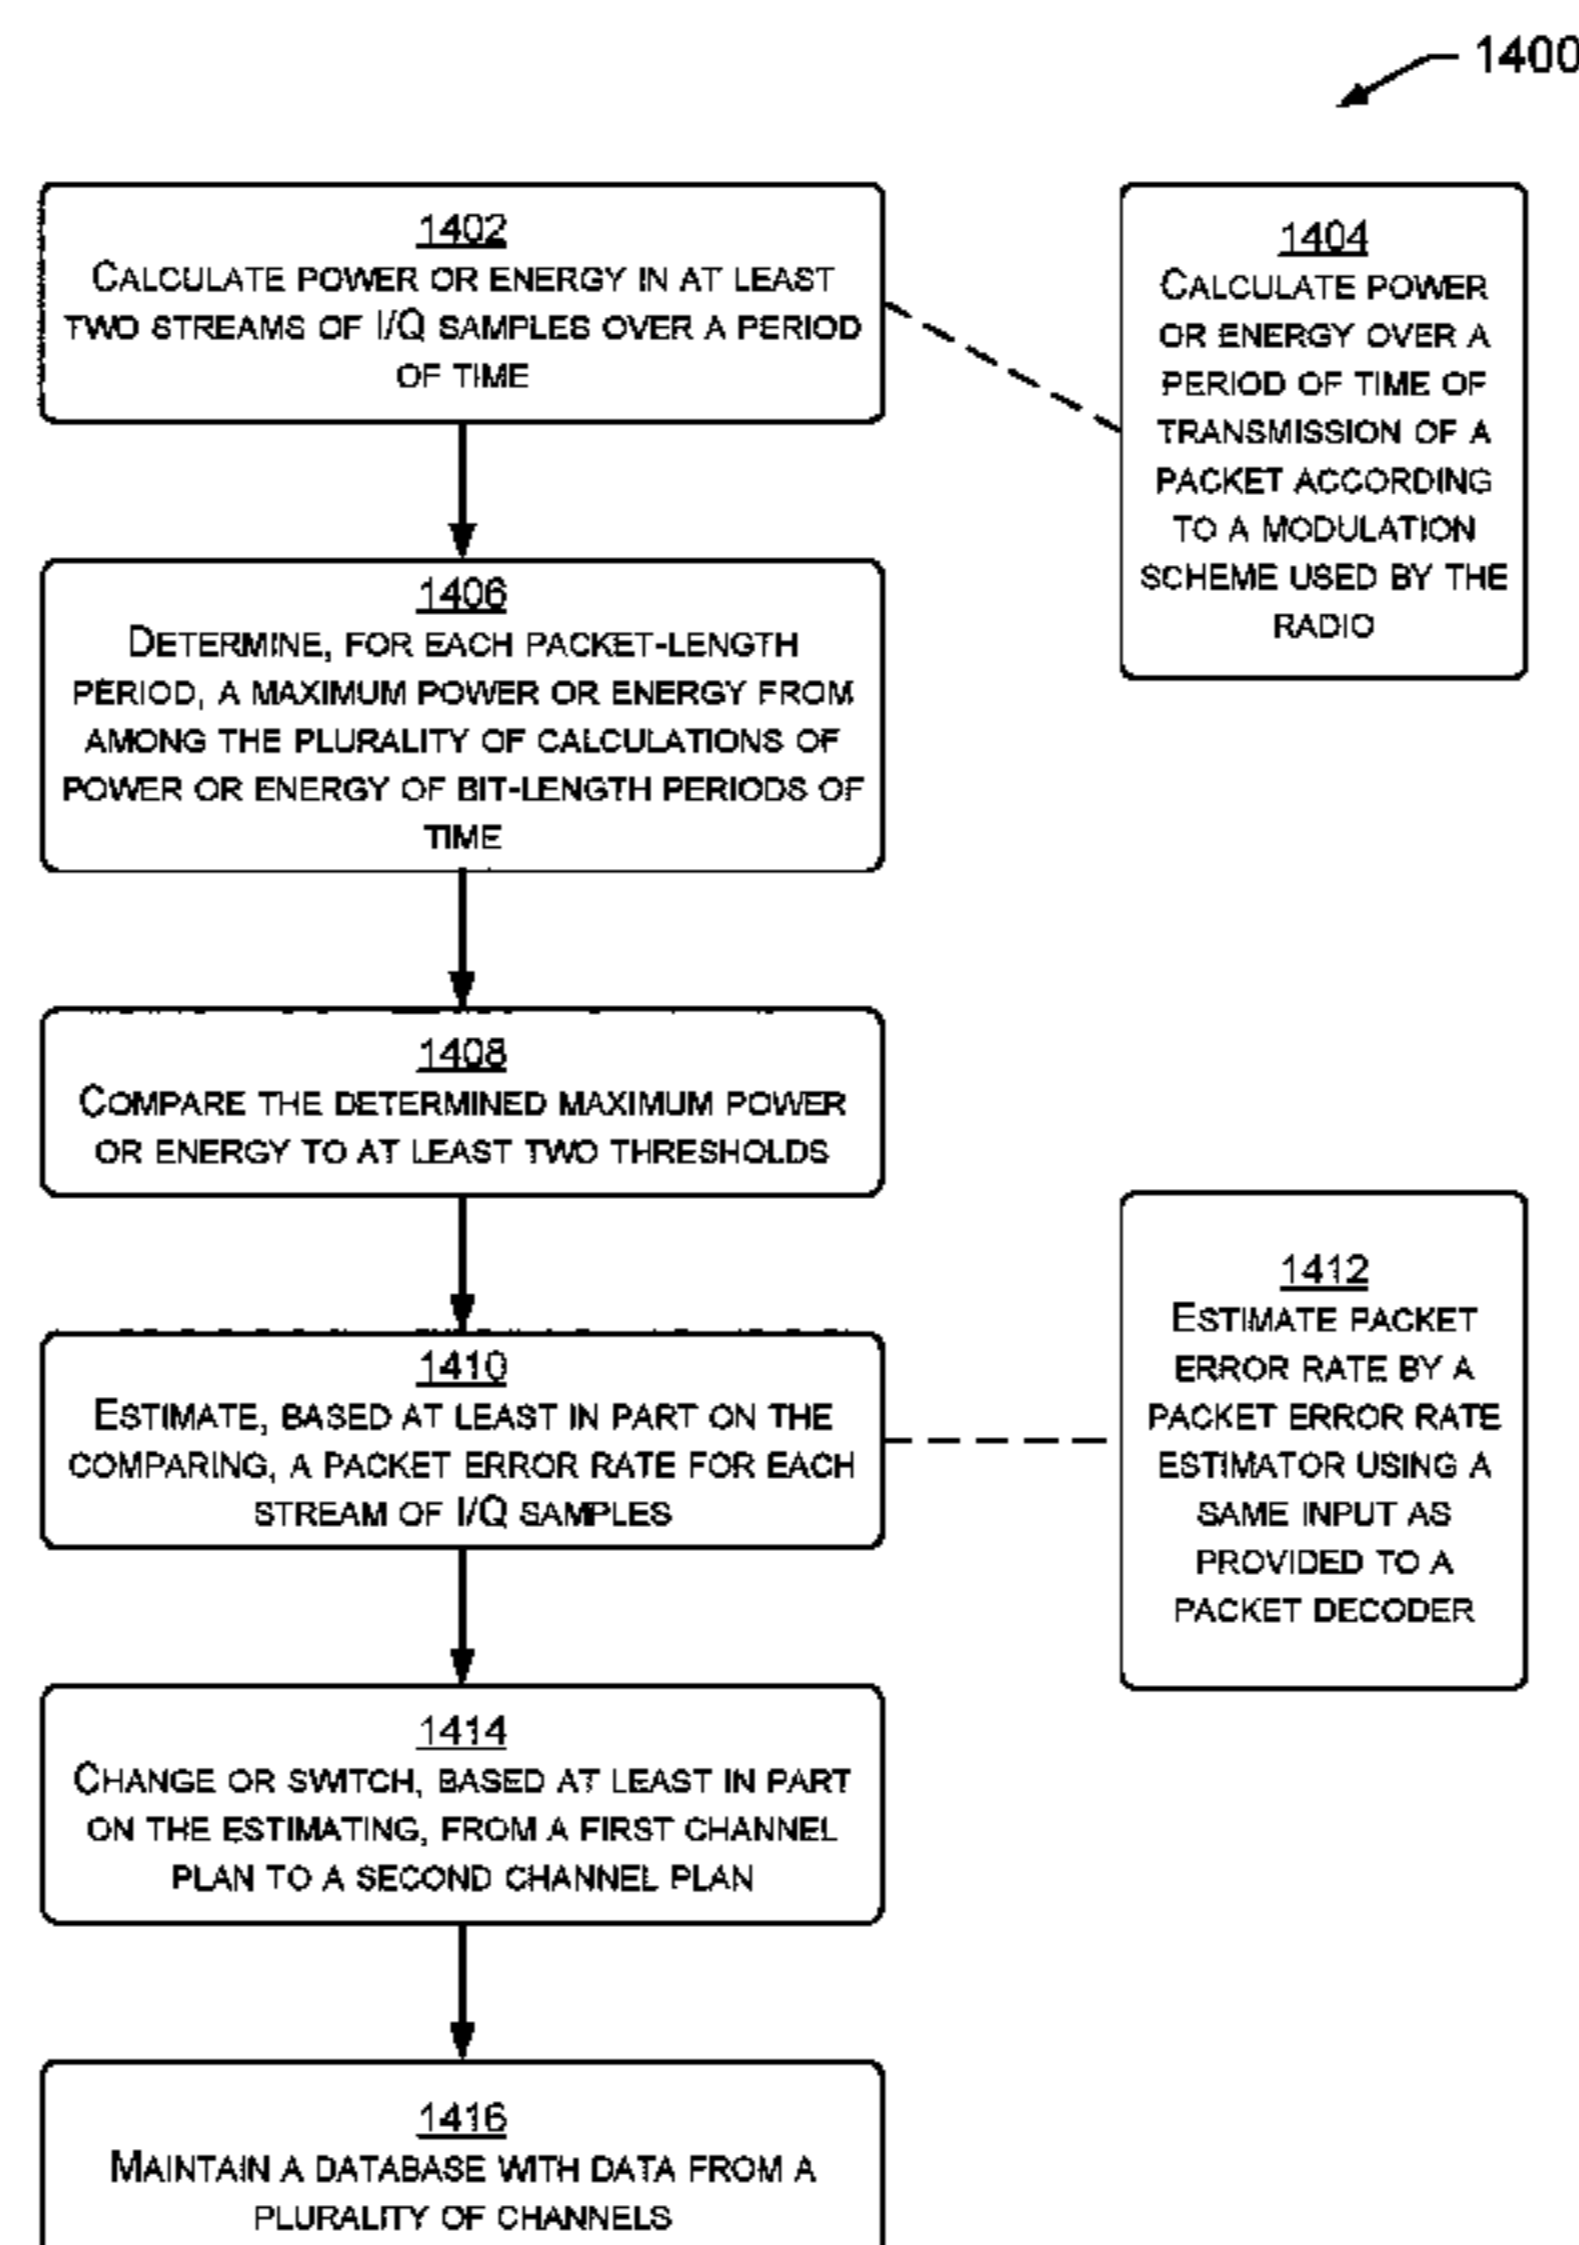 1400
1402
CALCULATE POWER OR ENERGY IN AT LEAST
TWO STREAMS OF I/Q SAMPLES OVER A PERIOD
OF TIME
1404
CALCULATE POWER
OR ENERGY OVER A
PERIOD OF TIME OF
TRANSMISSION OF A
PACKET ACCORDING
TO A MODULATION
SCHEME USED BY THE
RADIO
1406
DETERMINE, FOR EACH PACKET-LENGTH
PERIOD, A MAXIMUM POWER OR ENERGY FROM
AMONG THE PLURALITY OF CALCULATIONS OF
POWER OR ENERGY OF BIT-LENGTH PERIODS OF
TIME
1408
COMPARE THE DETERMINED MAXIMUM POWER
OR ENERGY TO AT LEAST TWO THRESHOLDS
1410
ESTIMATE, BASED AT LEAST IN PART ON THE
COMPARING, A PACKET ERROR RATE FOR EACH
STREAM OF I/Q SAMPLES
1412
ESTIMATE PACKET
ERROR RATE BY A
PACKET ERROR RATE
ESTIMATOR USING A
SAME INPUT AS
PROVIDED TO A
PACKET DECODER
1414
CHANGE OR SWITCH, BASED AT LEAST IN PART
ON THE ESTIMATING, FROM A FIRST CHANNEL
PLAN TO A SECOND CHANNEL PLAN
1416
MAINTAIN A DATABASE WITH DATA FROM A
PLURALITY OF CHANNELS